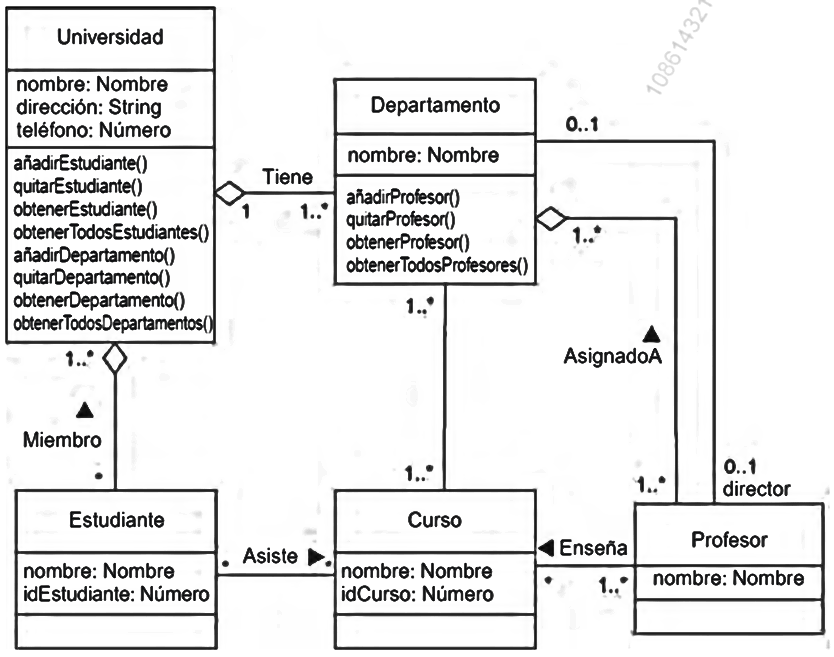 Universidad
nombre: Nombre
dirección: String
teléfono: Número
añadirEstudiante()
quitarEstudiante()
obtenerEstudiante()
obtenerTodosEstudiantes()
añadirDepartamento()
quitarDepartamento()
obtenerDepartamento()
obtenerTodosDepartamentos()
108614321
Departamento
nombre: Nombre
añadirProfesor()
quitarProfesor()
obtenerProfesor()
obtenerTodosProfesores()
Tiene
1
1..*
0..1
1..*
1..*
AsignadoA
1..*
Miembro
*
1..*
1..*
0..1
director
Estudiante
nombre: Nombre
idEstudiante: Número
* Asiste *
Curso
nombre: Nombre
idCurso: Número
Enseña
* 1..*
Profesor
nombre: Nombre